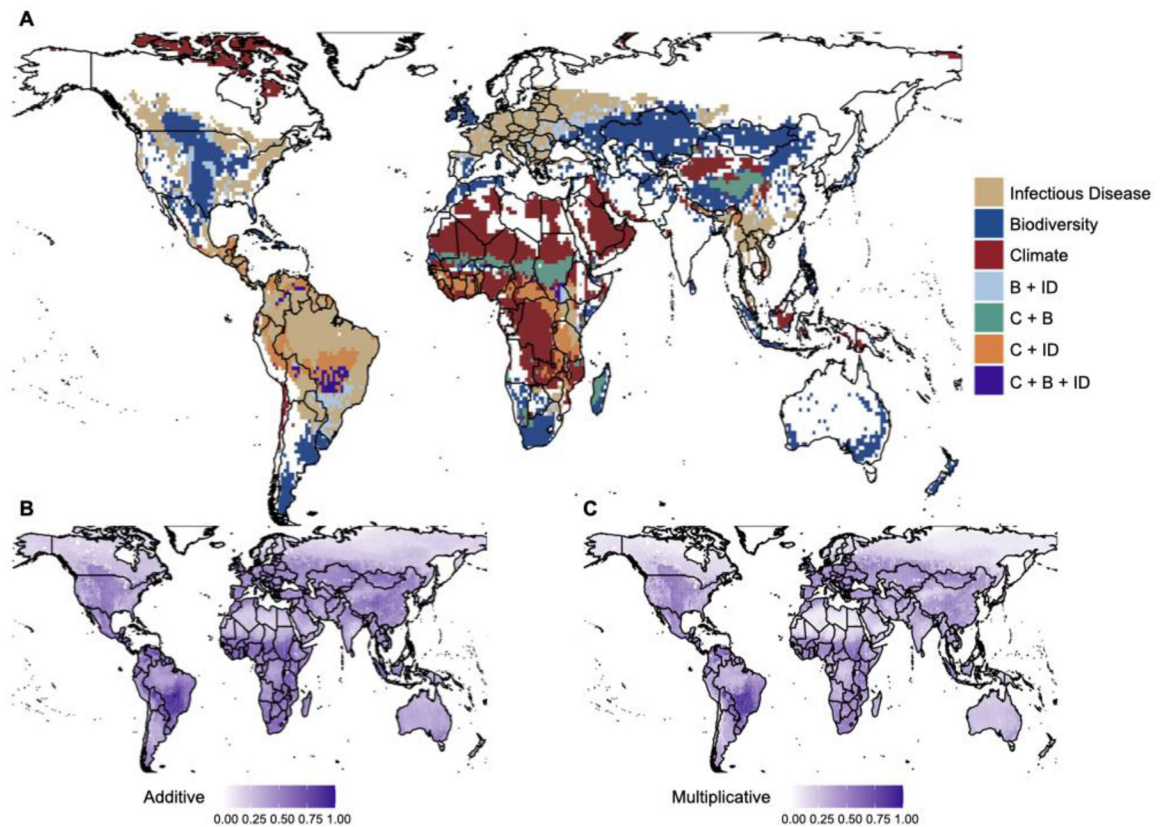 A
Infectious Disease
Biodiversity
Climate
B + ID
C + B
C + ID
C + B + ID
B
C
Additive
0.00 0.25 0.50 0.75 1.00
Multiplicative
0.00 0.25 0.50 0.75 1.00